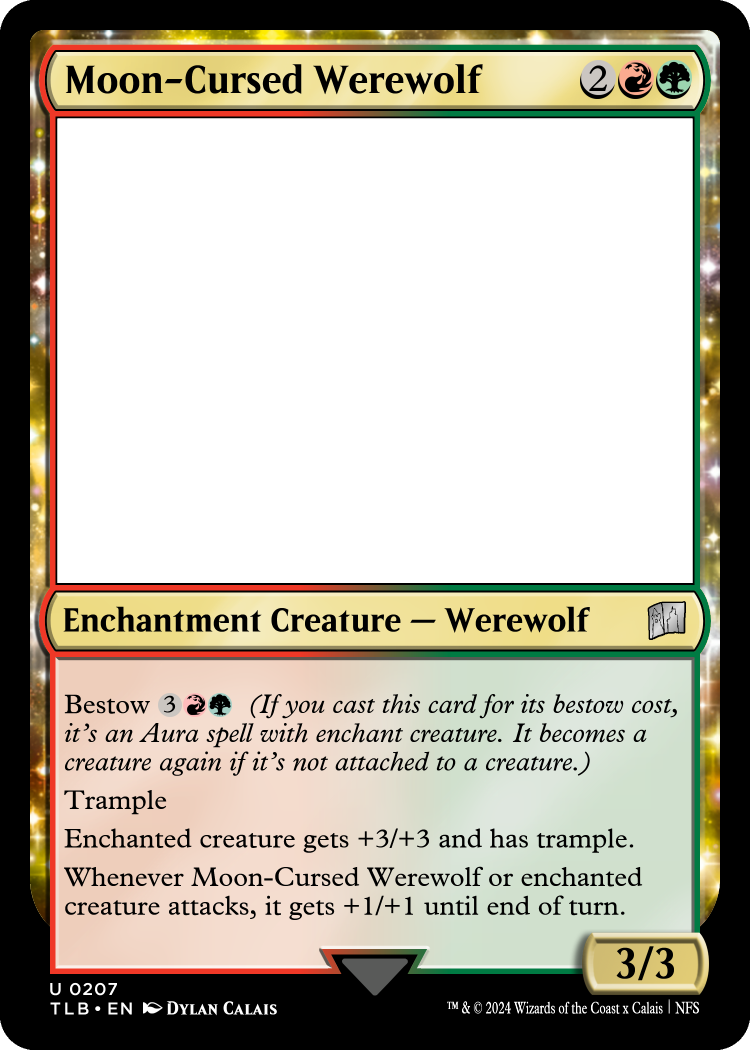 Moon-Cursed Werewolf 2
Enchantment Creature — Werewolf
Bestow 3 (If you cast this card for its bestow cost,
it's an Aura spell with enchant creature. It becomes a
creature again if it's not attached to a creature.)
Trample
Enchanted creature gets +3/+3 and has trample.
Whenever Moon-Cursed Werewolf or enchanted
creature attacks, it gets +1/+1 until end of turn.
3/3
U 0207
TLB • EN Dylan Calais
™ & © 2024 Wizards of the Coast x Calais | NFS